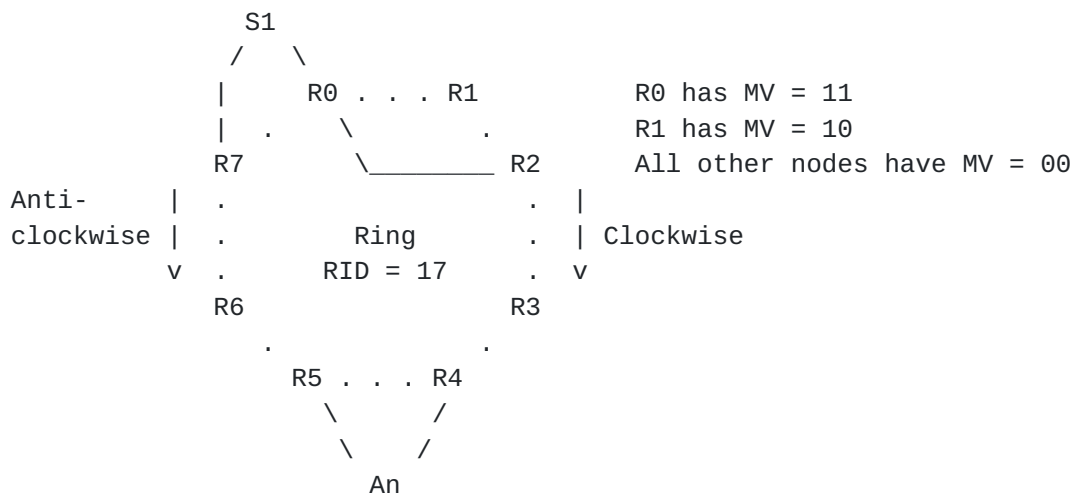 S1
/ \
| R0 . . . R1 R0 has MV = 11
| . \ . R1 has MV = 10
R7 \________ R2 All other nodes have MV = 00
Anti- | . . |
clockwise | . Ring . | Clockwise
v . RID = 17 . v
R6 R3
. .
R5 . . . R4
\ /
\ /
An